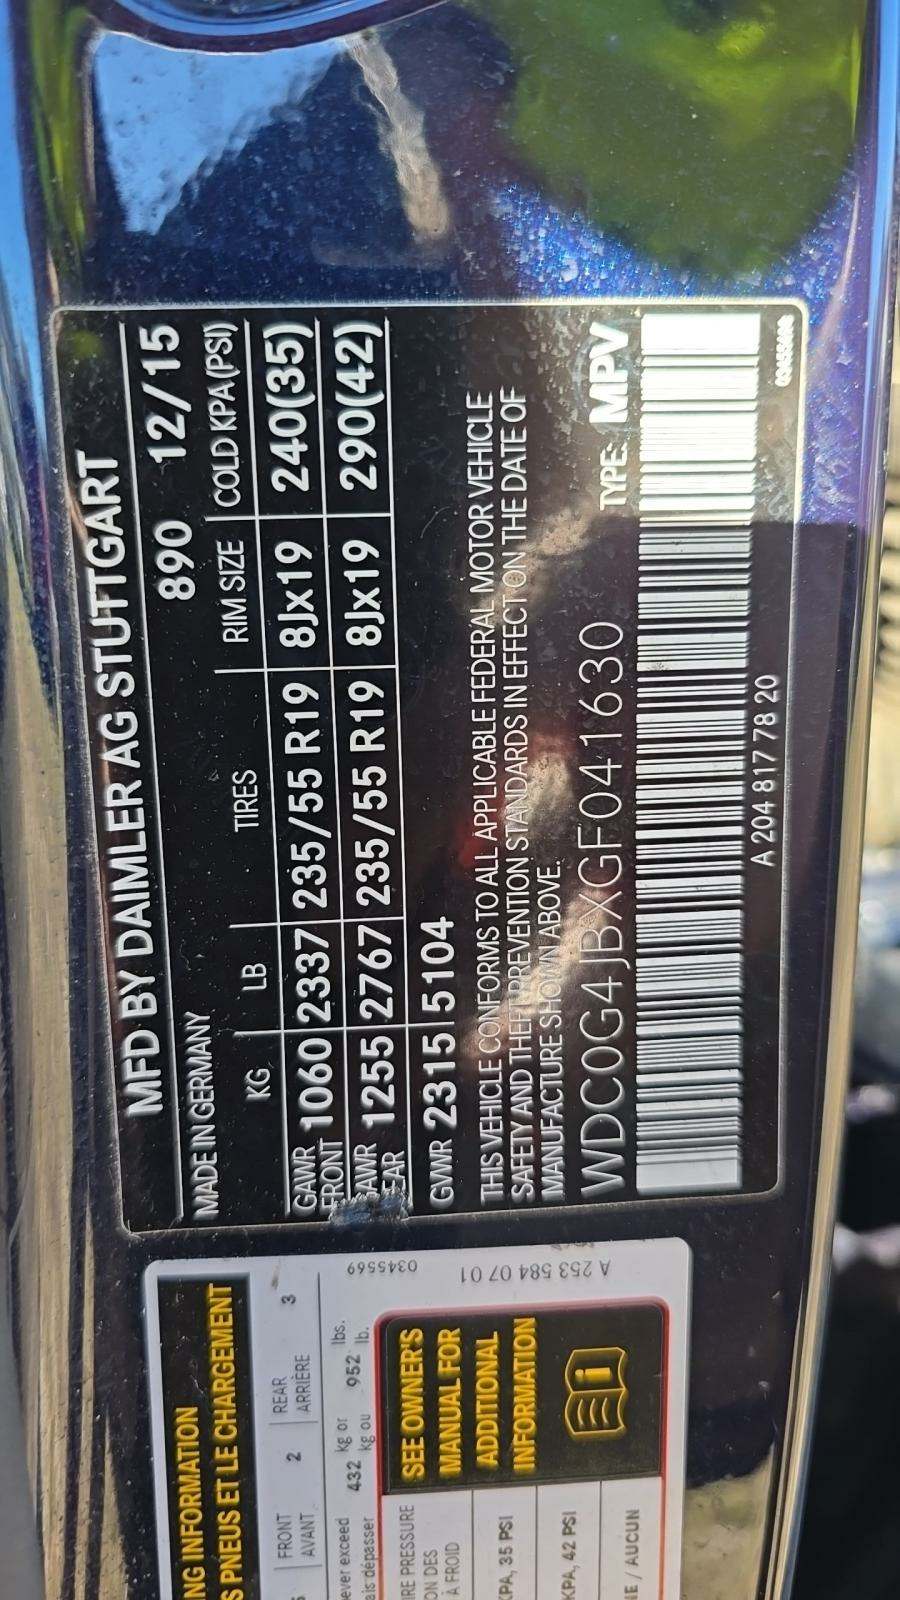 MFD BY DAIMLER AG STUTTGART
MADE IN GERMANY 890 12/15
KG LB TIRES RIM SIZE COLD KPA(PSI)
GAWR FRONT 1060 2337 235/55 R19 8Jx19 240(35)
AWR EAR 1255 2767 235/55 R19 8Jx19 290(42)
GWR 2315 5104
THIS VEHICLE CONFORMS TO ALL APPLICABLE FEDERAL MOTOR VEHICLE
SAFETY AND THEFT PREVENTION STANDARDS IN EFFECT ON THE DATE OF
MANUFACTURE SHOWN ABOVE.
WDC0G4JBXGF041630 TYPE: MPV
A 204 817 78 20
NG INFORMATION
S PNEUS ET LE CHARGEMENT
FRONT 2 REAR 3
AVANT ARRIÈRE
ever exceed 432 kg or 952 lbs.
ais dépasser kg ou lb.
IRE PRESSURE
ON DES
À FROID
KPA, 35 PSI
KPA, 42 PSI
NE / AUCUN
SEE OWNER'S
MANUAL FOR
ADDITIONAL
INFORMATION
0345569
A 253 584 07 01